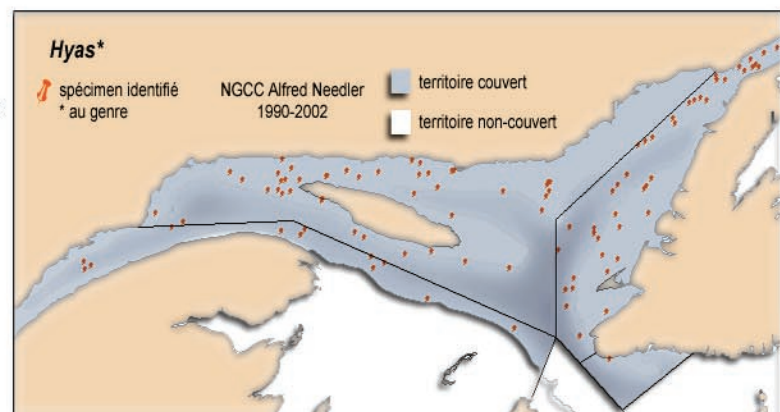 Hyas*
spécimen identifié
* au genre
NGCC Alfred Needler
1990-2002
territoire couvert
territoire non-couvert